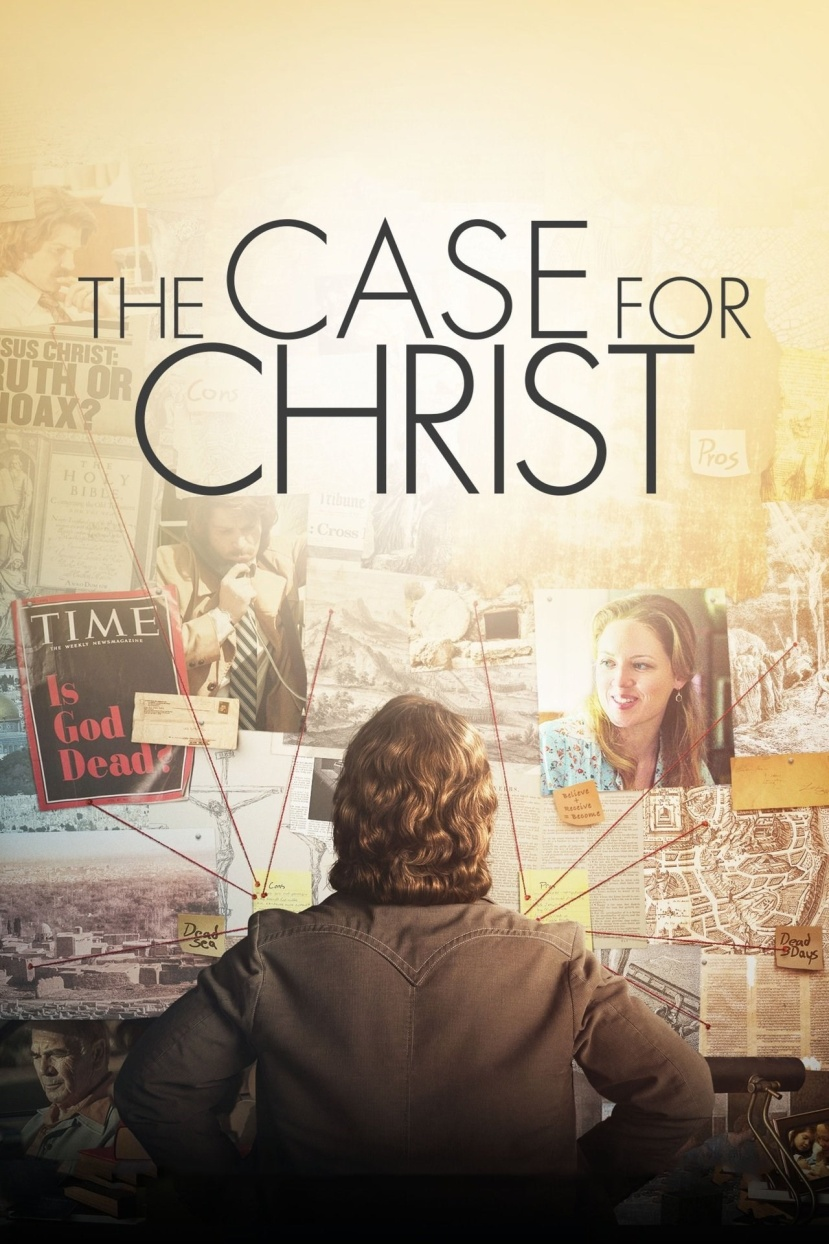 THE CASE FOR
CHRIST
SUS CHRIST:
RUTH OR
HOAX?
Cons
Pros
THE
HOLY
BIBLE
Tribune
: Cross
TIME
THE WEEKLY NEWSMAGAZINE
Is
God
Dead?
Believe
+
Receive
= Become
Cons
Pros
Dead
Sea
Dead
3 Days